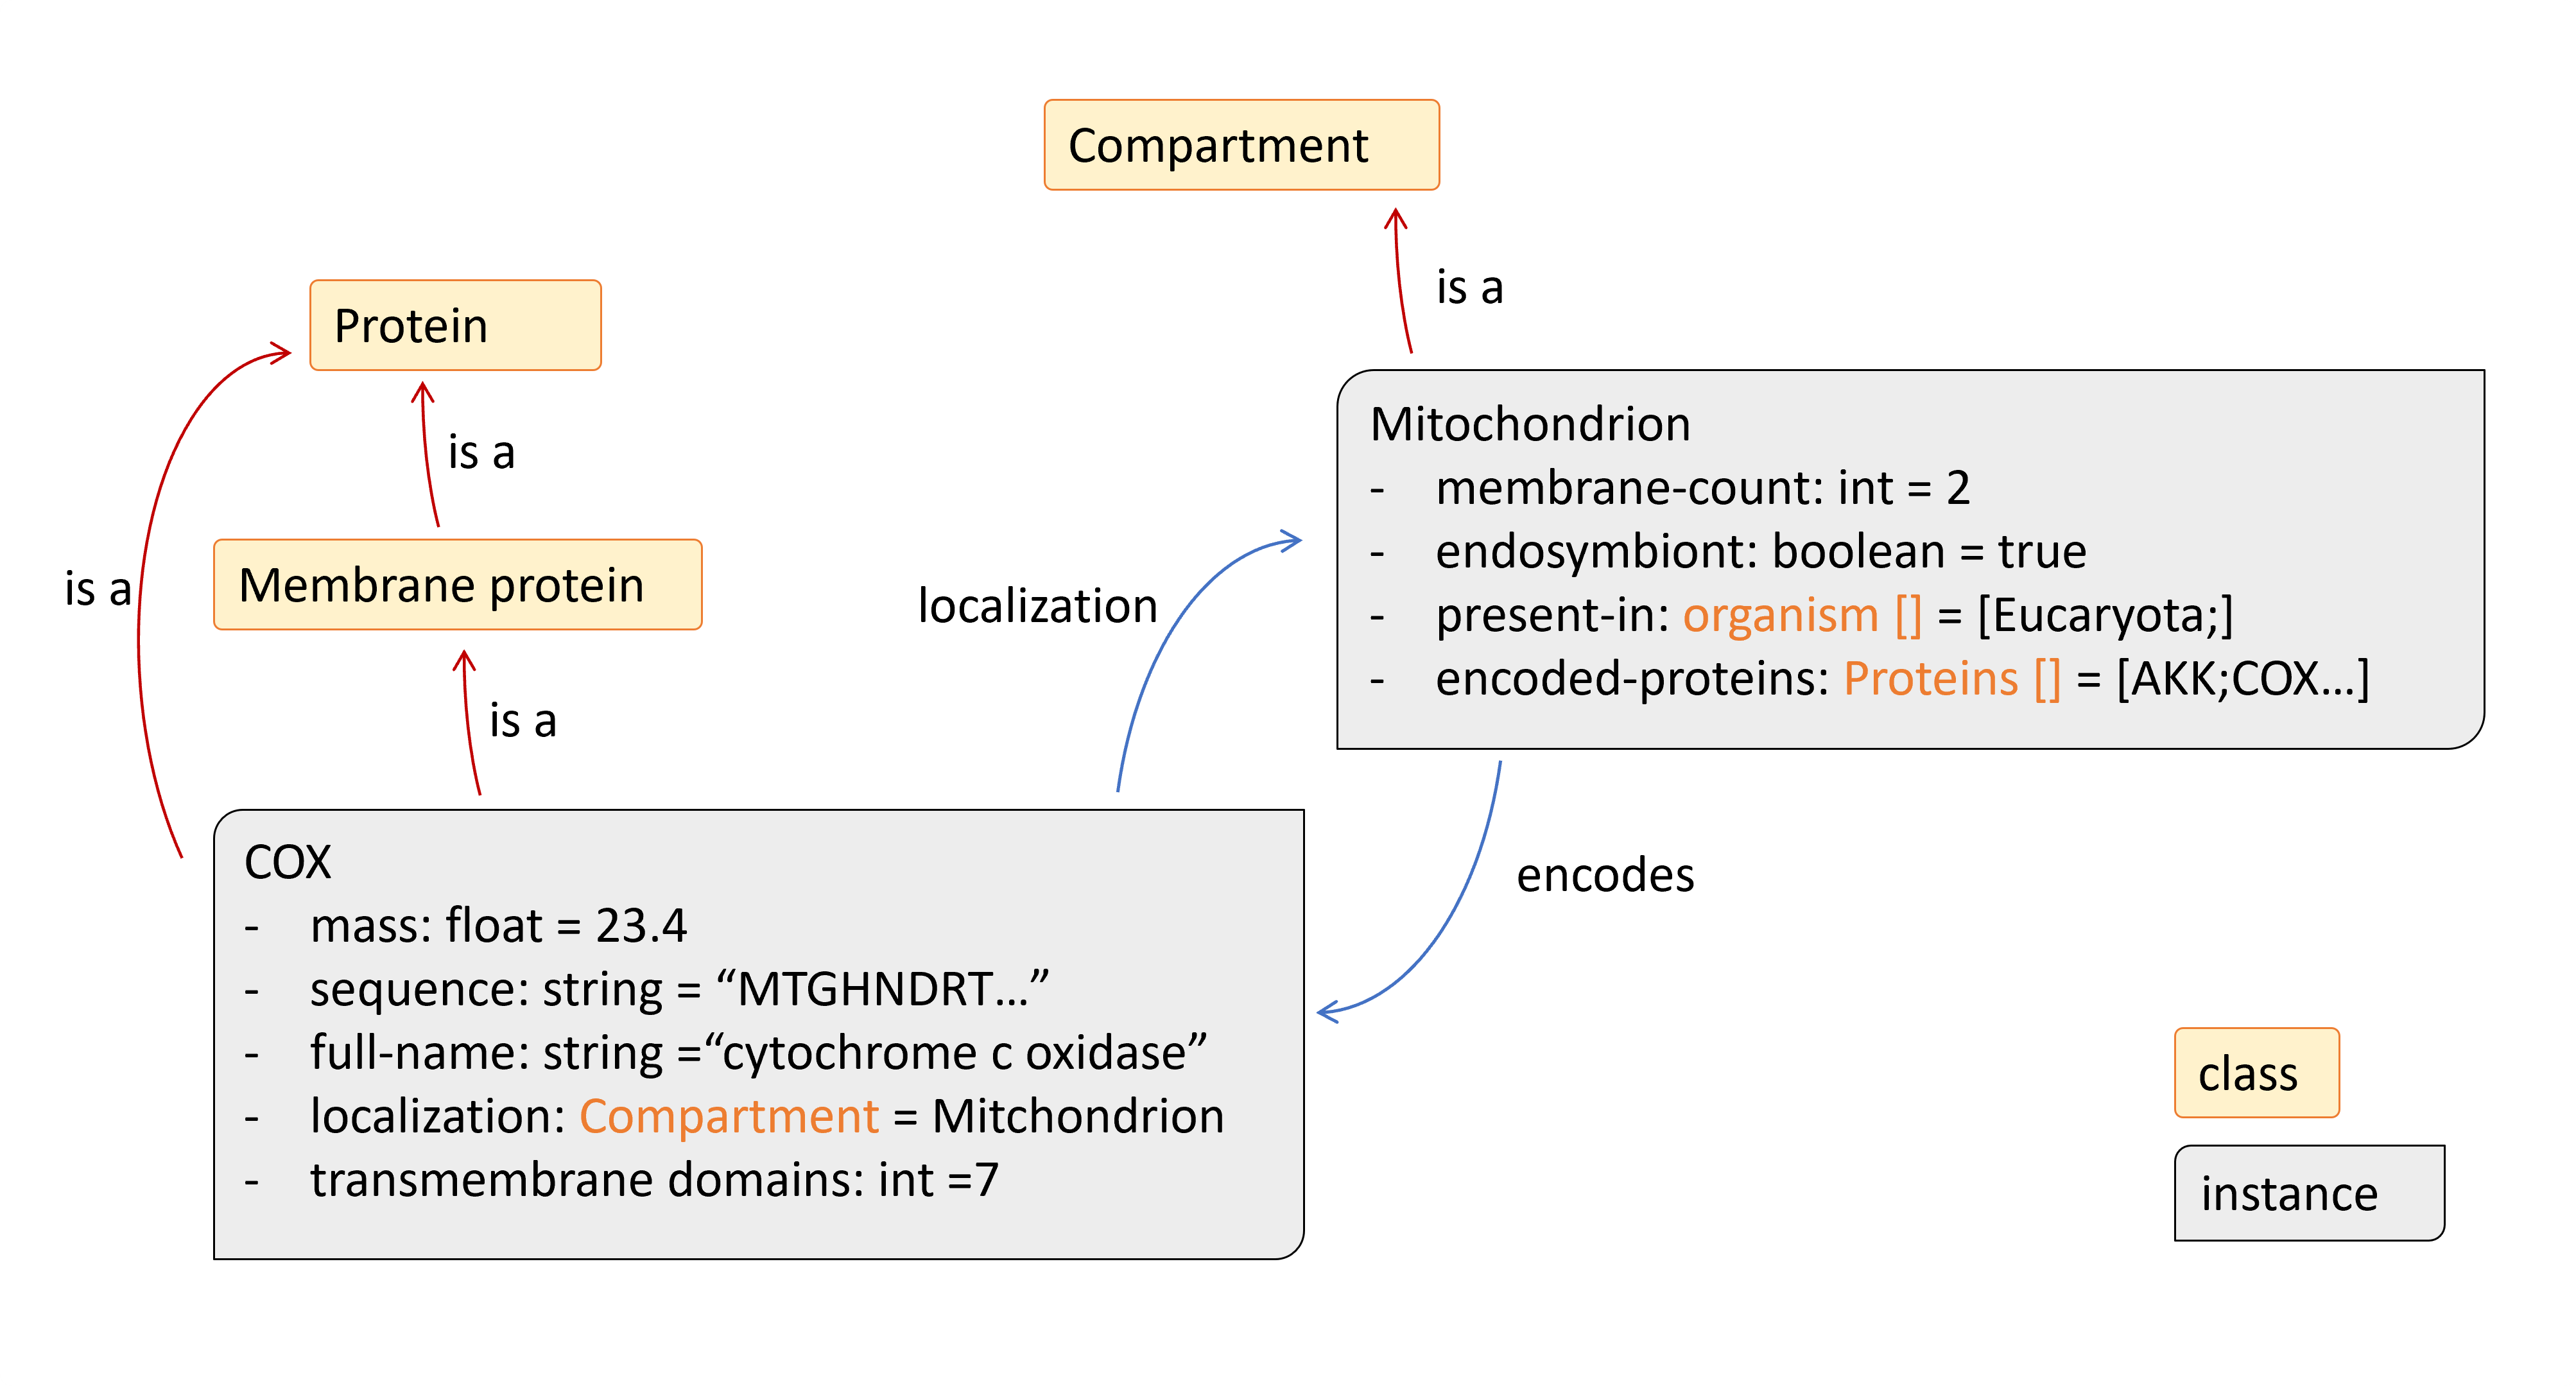 Compartment
is a
Protein
is a
is a
Membrane protein
is a
Mitochondrion
- membrane-count: int = 2
- endosymbiont: boolean = true
- present-in: organism [] = [Eucaryota;]
- encoded-proteins: Proteins [] = [AKK;COX...]
localization
encodes
COX
- mass: float = 23.4
- sequence: string = “MTGHNDRT...”
- full-name: string =“cytochrome c oxidase”
- localization: Compartment = Mitchondrion
- transmembrane domains: int =7
class
instance